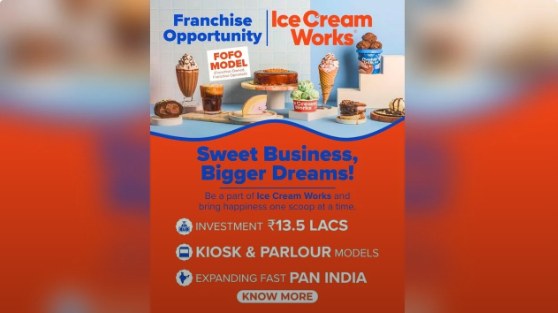 Franchise
Opportunity
Ice Cream
Works
FOFO
MODEL
Sweet Business,
Bigger Dreams!
Be a part of Ice Cream Works and
bring happiness one scoop at a time.
INVESTMENT ₹13.5 LACS
KIOSK & PARLOUR MODELS
EXPANDING FAST PAN INDIA
KNOW MORE